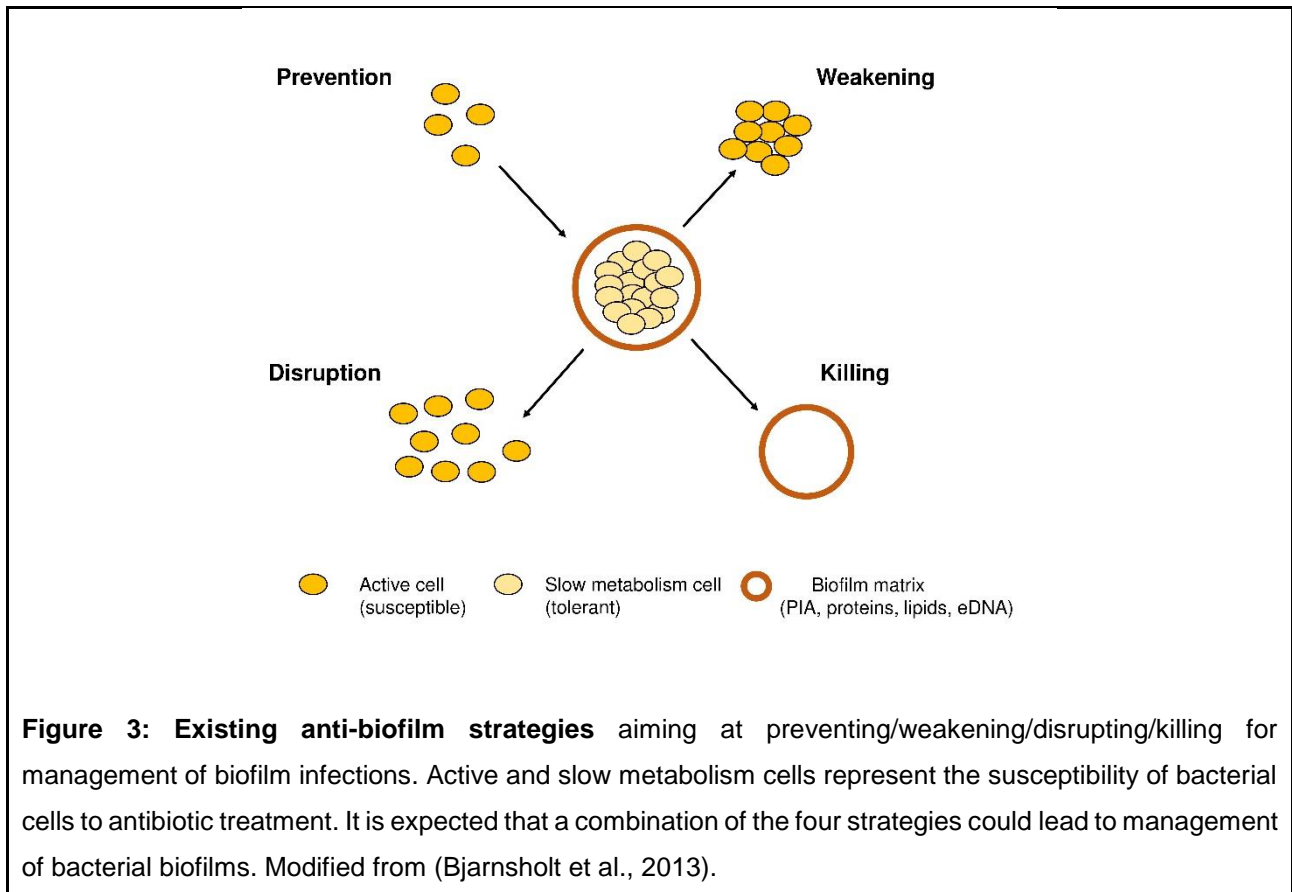 Prevention
Weakening
Disruption
Killing
Active cell
(susceptible)
Slow metabolism cell
(tolerant)
Biofilm matrix
(PIA, proteins, lipids, eDNA)
Figure 3: Existing anti-biofilm strategies aiming at preventing/weakening/disrupting/killing for
management of biofilm infections. Active and slow metabolism cells represent the susceptibility of bacterial
cells to antibiotic treatment. It is expected that a combination of the four strategies could lead to management
of bacterial biofilms. Modified from (Bjarnsholt et al., 2013).